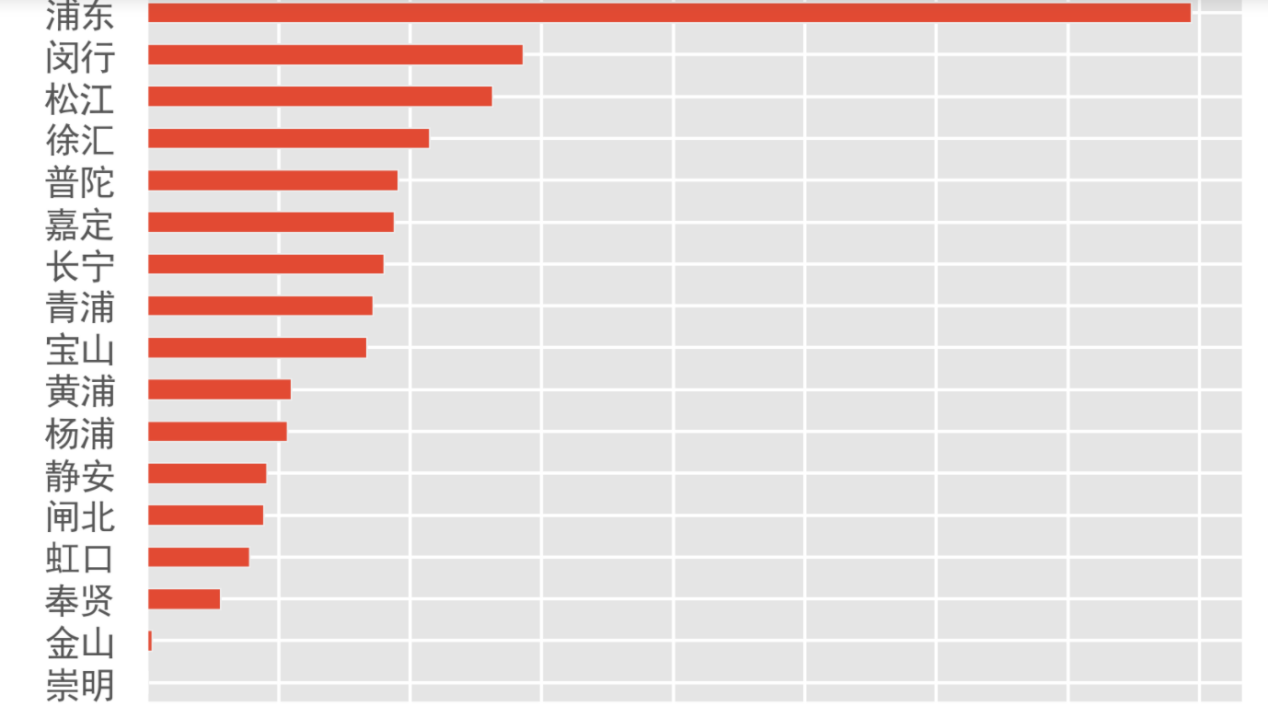 浦东
闵行
松江
徐汇
普陀
嘉定
长宁
青浦
宝山
黄浦
杨浦
静安
闸北
虹口
奉贤
金山
崇明